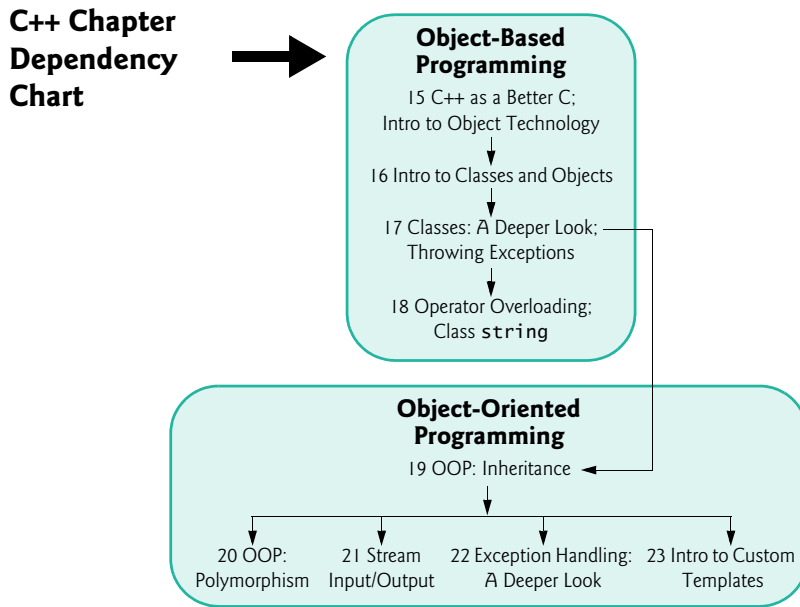 C++ Chapter
Dependency
Chart
Object-Based
Programming
15 C++ as a Better C;
Intro to Object Technology
16 Intro to Classes and Objects
17 Classes: A Deeper Look;
Throwing Exceptions
18 Operator Overloading;
Class string
Object-Oriented
Programming
19 OOP: Inheritance
20 OOP:
Polymorphism
21 Stream
Input/Output
22 Exception Handling:
A Deeper Look
23 Intro to Custom
Templates